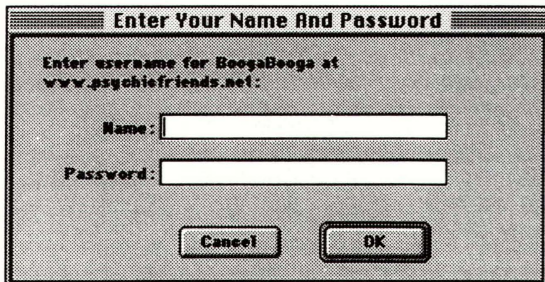 Enter Your Name And Password
Enter username for BoogaBooga at
www.psychicfriends.net:
Name:
Password:
Cancel
OK